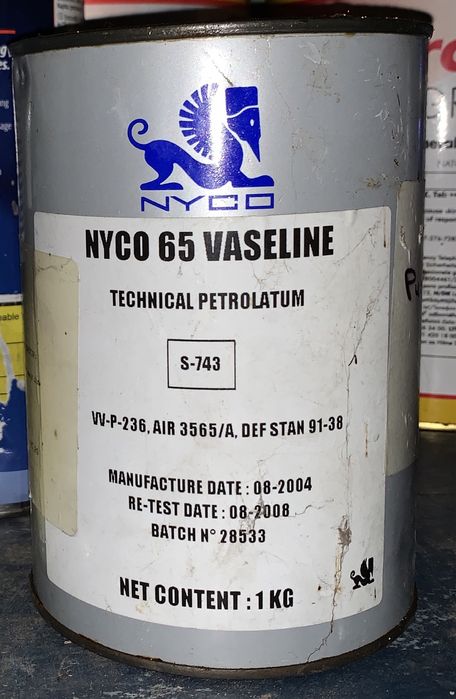 NYCO
NYCO 65 VASELINE
TECHNICAL PETROLATUM
S-743
VV-P-236, AIR 3565/A, DEF STAN 91-38
MANUFACTURE DATE : 08-2004
RE-TEST DATE : 08-2008
BATCH N° 28533
NET CONTENT : 1 KG